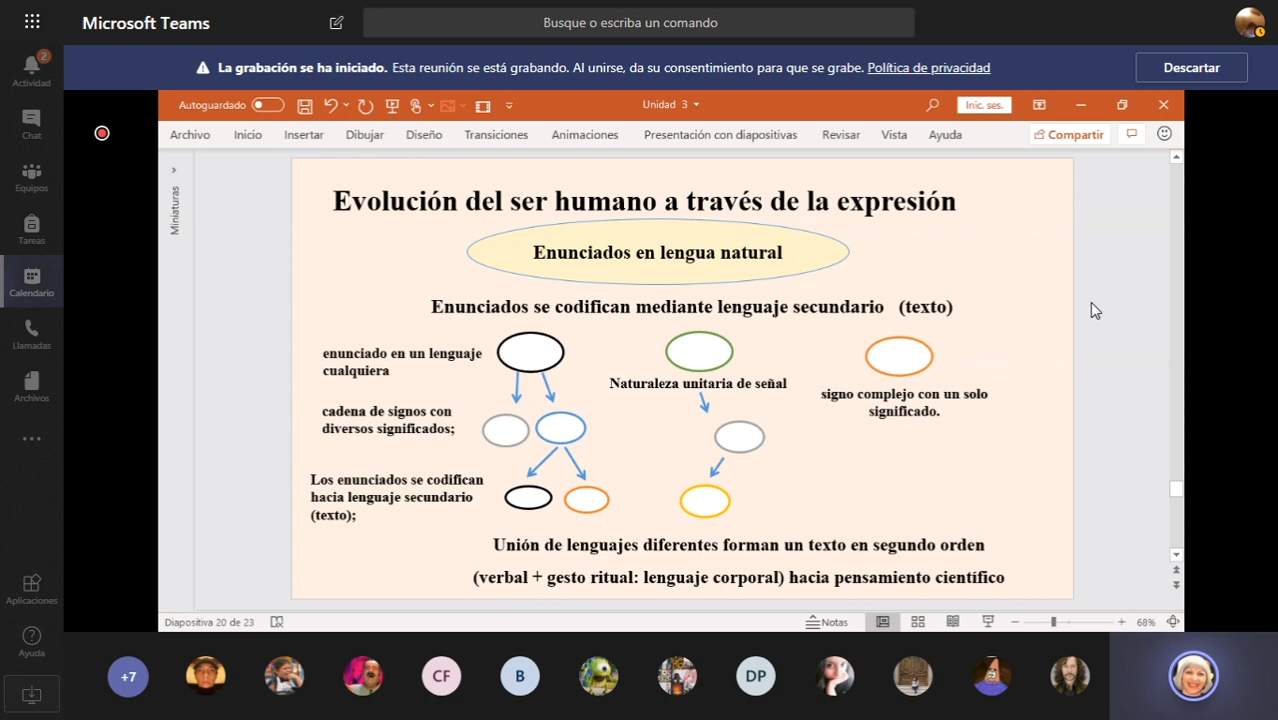 Microsoft Teams
Busque o escriba un comando
La grabación se ha iniciado. Esta reunión se está grabando. Al unirse, da su consentimiento para que se grabe. Política de privacidad
Descartar
2
Actividad
Chat
Equipos
Tareas
Calendario
Llamadas
Archivos
Aplicaciones
Ayuda
Autoguardado
Unidad 3
Inic. ses.
Archivo Inicio Insertar Dibujar Diseño Transiciones Animaciones Presentación con diapositivas Revisar Vista Ayuda
Compartir
Miniaturas
Evolución del ser humano a través de la expresión
Enunciados en lengua natural
Enunciados se codifican mediante lenguaje secundario (texto)
enunciado en un lenguaje
cualquiera
cadena de signos con
diversos significados;
Los enunciados se codifican
hacia lenguaje secundario
(texto);
Naturaleza unitaria de señal
signo complejo con un solo
significado.
Unión de lenguajes diferentes forman un texto en segundo orden
(verbal + gesto ritual: lenguaje corporal) hacia pensamiento científico
Diapositiva 20 de 23
Notas
68%
+7
CF
B
DP